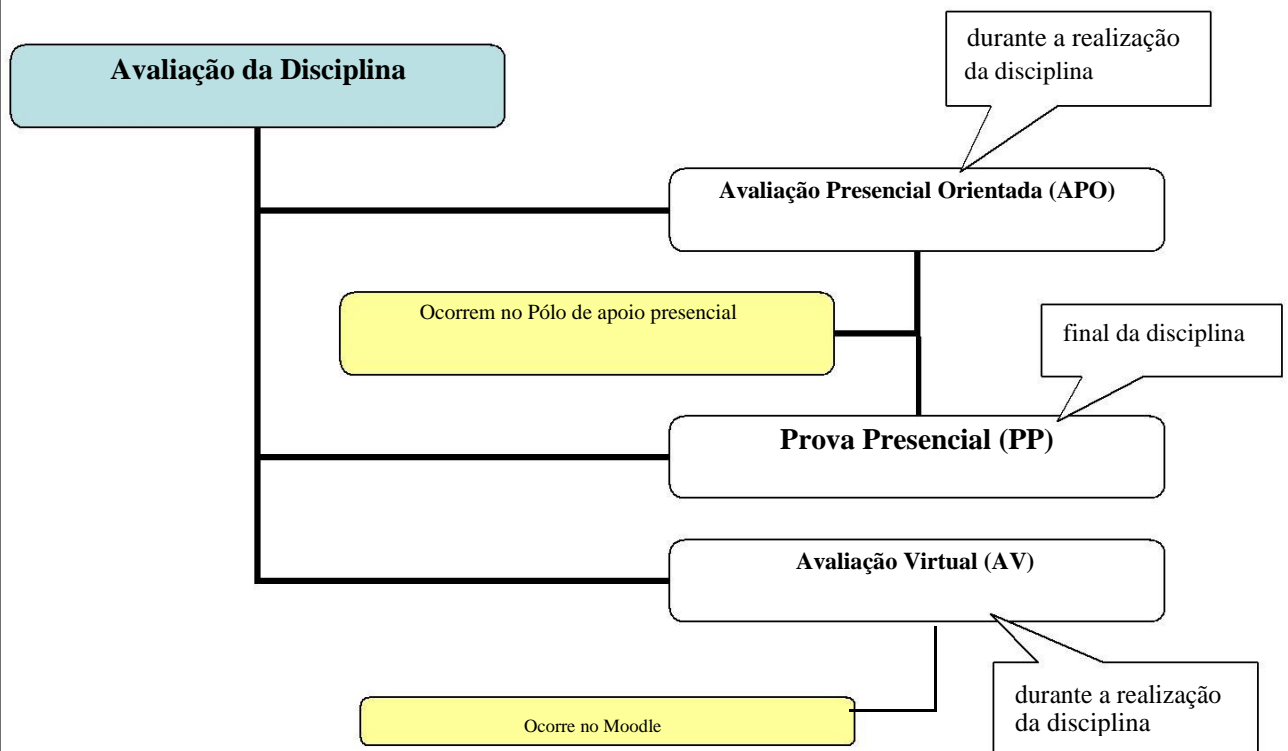 durante a realização
da disciplina
Avaliação da Disciplina
Avaliação Presencial Orientada (APO)
Ocorrem no Pólo de apoio presencial
final da disciplina
Prova Presencial (PP)
Avaliação Virtual (AV)
durante a realização
da disciplina
Ocorre no Moodle